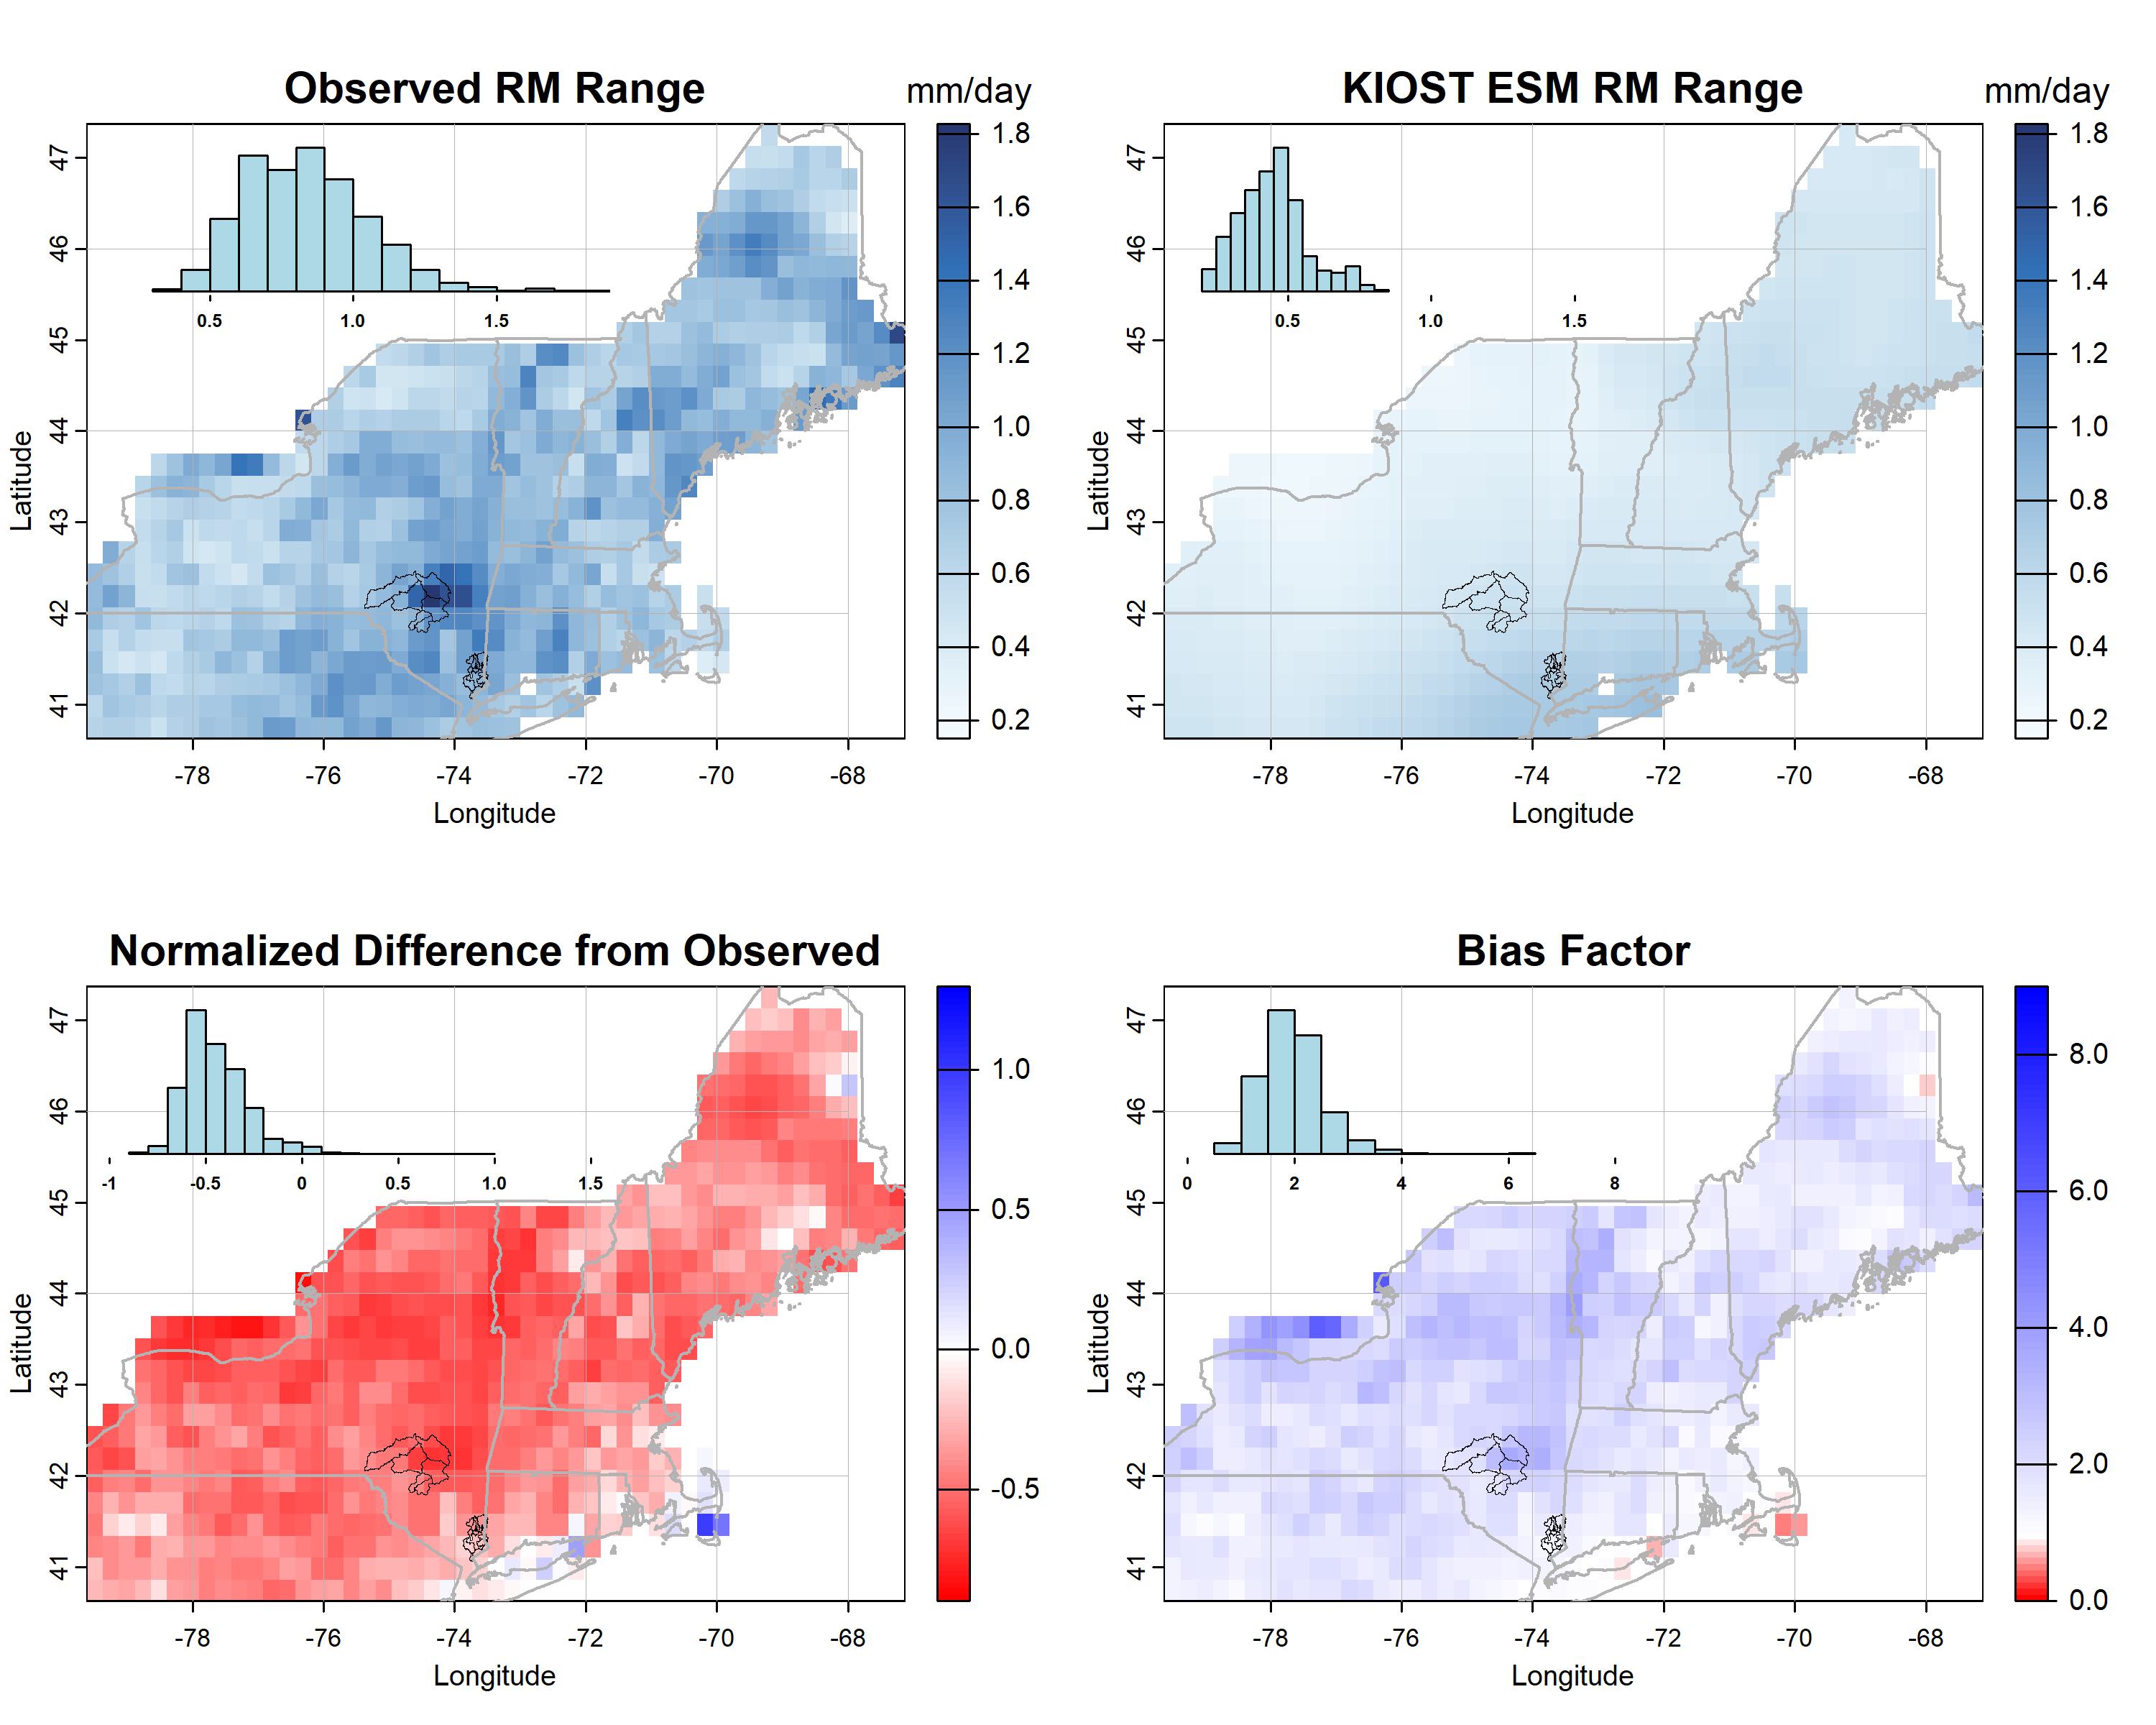 Observed RM Range
mm/day
47
46
45
44
43
42
41
Latitude
0.5 1.0 1.5
1.8
1.6
1.4
1.2
1.0
0.8
0.6
0.4
0.2
-78 -76 -74 -72 -70 -68
Longitude
KIOST ESM RM Range
mm/day
47
46
45
44
43
42
41
Latitude
0.5 1.0 1.5
1.8
1.6
1.4
1.2
1.0
0.8
0.6
0.4
0.2
-78 -76 -74 -72 -70 -68
Longitude
Normalized Difference from Observed
47
46
45
44
43
42
41
Latitude
-1 -0.5 0 0.5 1.0 1.5
1.0
0.5
0.0
-0.5
-78 -76 -74 -72 -70 -68
Longitude
Bias Factor
47
46
45
44
43
42
41
Latitude
0 2 4 6 8
8.0
6.0
4.0
2.0
0.0
-78 -76 -74 -72 -70 -68
Longitude